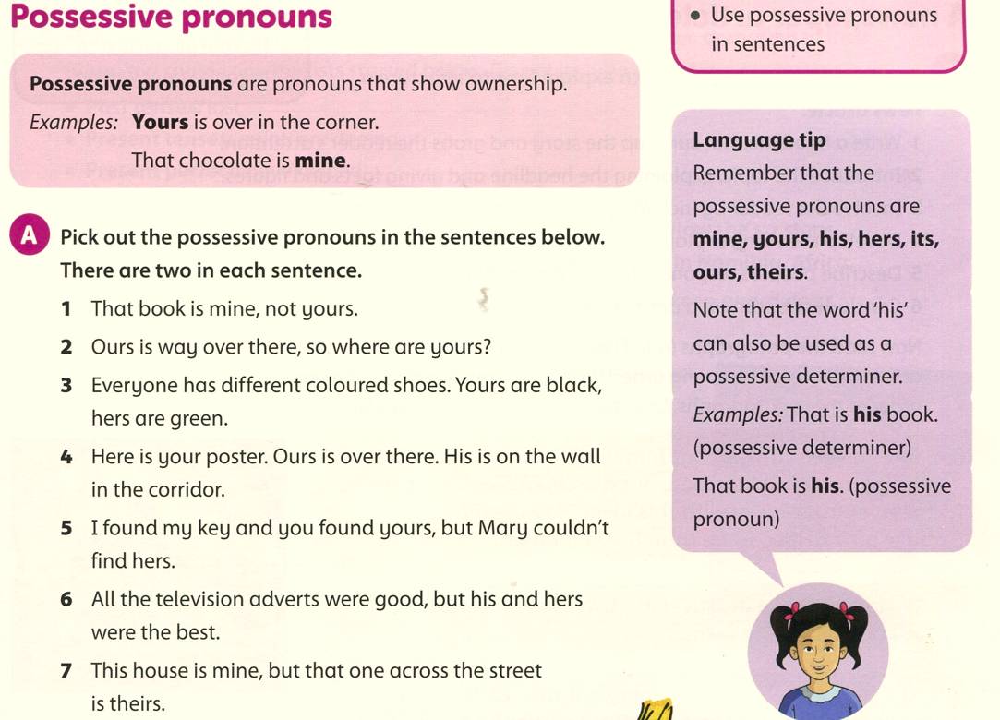 Possessive pronouns
Possessive pronouns are pronouns that show ownership.
Examples: Yours is over in the corner.
That chocolate is mine.
A Pick out the possessive pronouns in the sentences below.
There are two in each sentence.
1 That book is mine, not yours.
2 Ours is way over there, so where are yours?
3 Everyone has different coloured shoes. Yours are black,
hers are green.
4 Here is your poster. Ours is over there. His is on the wall
in the corridor.
5 I found my key and you found yours, but Mary couldn't
find hers.
6 All the television adverts were good, but his and hers
were the best.
7 This house is mine, but that one across the street
is theirs.
• Use possessive pronouns
in sentences
Language tip
Remember that the
possessive pronouns are
mine, yours, his, hers, its,
ours, theirs.
Note that the word 'his'
can also be used as a
possessive determiner.
Examples: That is his book.
(possessive determiner)
That book is his. (possessive
pronoun)